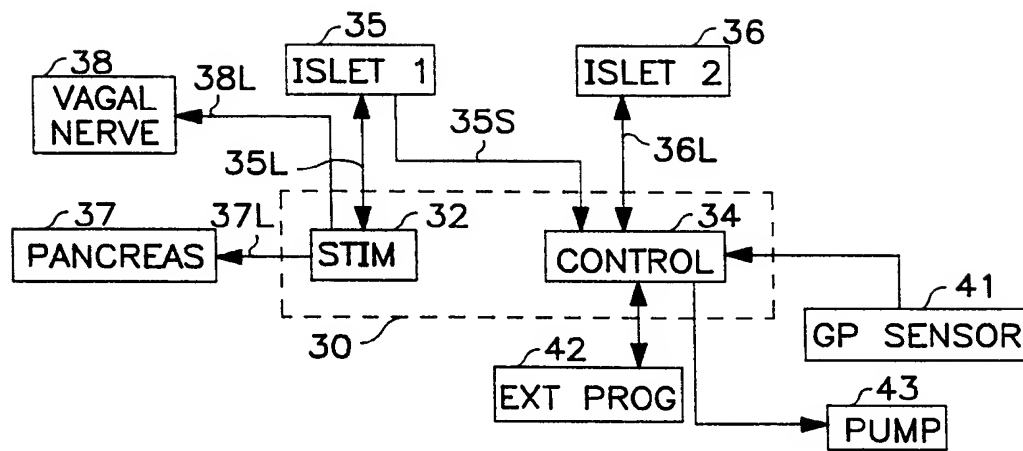 35
ISLET 1
36
ISLET 2
38
VAGAL
NERVE
38L
35S
35L
36L
37
PANCREAS
37L
32
STIM
34
CONTROL
30
41
GP SENSOR
42
EXT PROG
43
PUMP